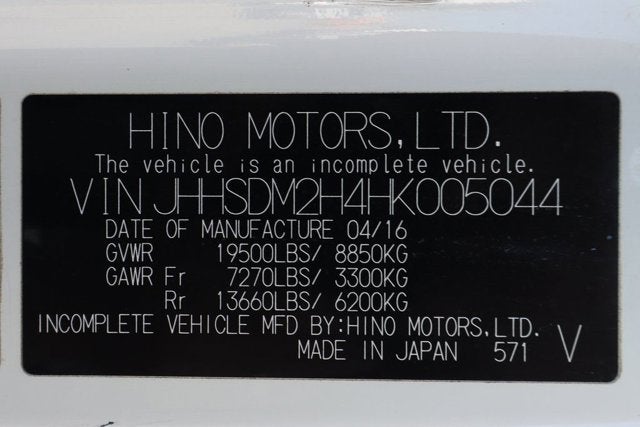 HINO MOTORS,LTD.
The vehicle is an incomplete vehicle.
VIN JHHSDM2H4HK005044
DATE OF MANUFACTURE 04/16
GVWR 19500LBS/ 8850KG
GAWR Fr 7270LBS/ 3300KG
Rr 13660LBS/ 6200KG
INCOMPLETE VEHICLE MFD BY:HINO MOTORS,LTD.
MADE IN JAPAN 571 V